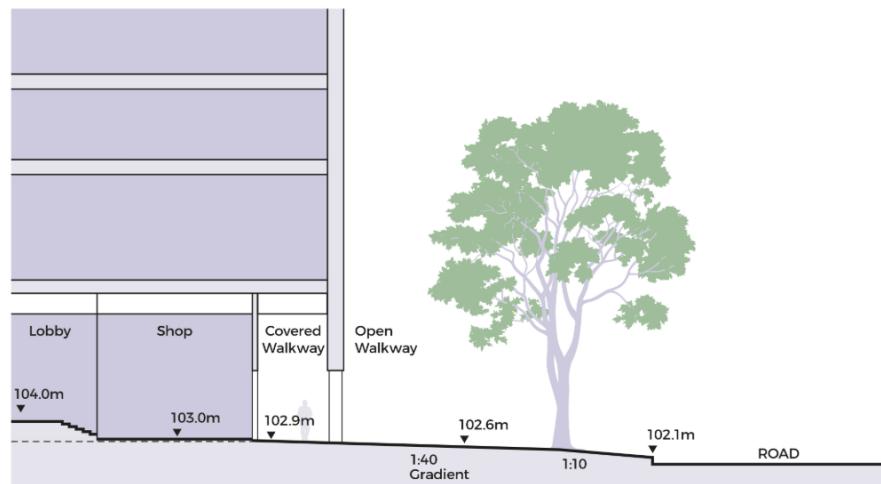 Lobby
Shop
Covered
Walkway
Open
Walkway
104.0m
103.0m
102.9m
102.6m
102.1m
1:40
Gradient
1:10
ROAD